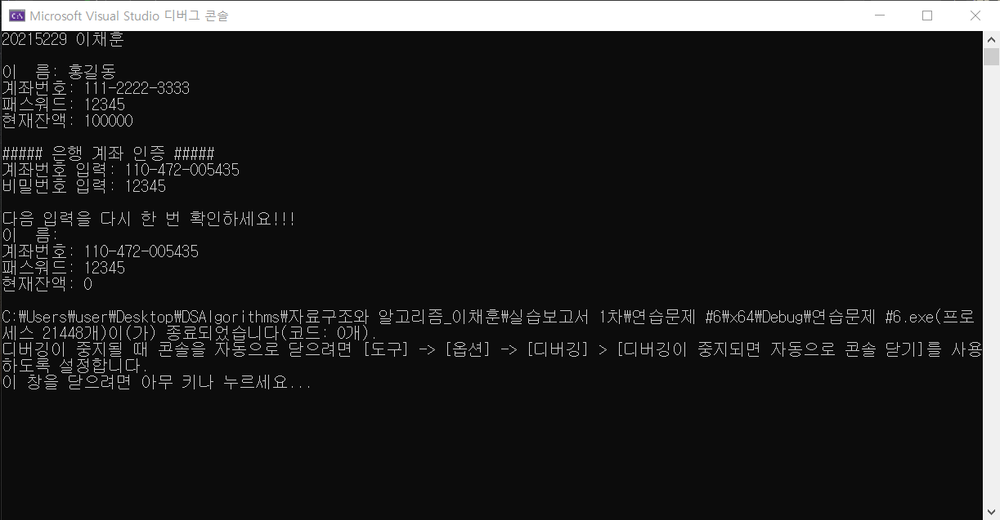 Microsoft Visual Studio 디버그 콘솔
20215229 이채훈
이  름: 홍길동
계좌번호: 111-2222-3333
패스워드: 12345
현재잔액: 100000
##### 은행 계좌 인증 #####
계좌번호 입력: 110-472-005435
비밀번호 입력: 12345
다음 입력을 다시 한 번 확인하세요!!!
이  름:
계좌번호: 110-472-005435
패스워드: 12345
현재잔액: 0
C:₩Users₩user₩Desktop₩DSAlgorithms₩자료구조와 알고리즘_이채훈₩실습보고서 1차₩연습문제 #6₩x64₩Debug₩연습문제 #6.exe(프로
세스 21448개)이(가) 종료되었습니다(코드: 0개).
디버깅이 중지될 때 콘솔을 자동으로 닫으려면 [도구] -> [옵션] -> [디버깅] > [디버깅이 중지되면 자동으로 콘솔 닫기]를 사용
하도록 설정합니다.
이 창을 닫으려면 아무 키나 누르세요...